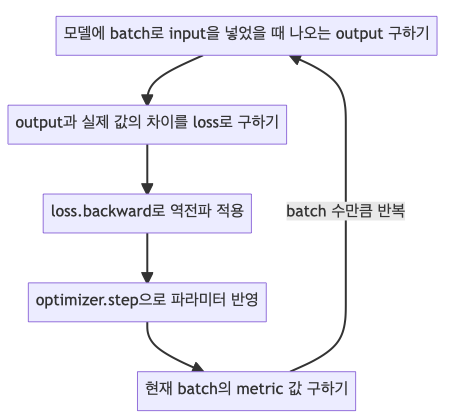 모델에 batch로 input을 넣었을 때 나오는 output 구하기
output과 실제 값의 차이를 loss로 구하기
loss.backward로 역전파 적용
batch 수만큼 반복
optimizer.step으로 파라미터 반영
현재 batch의 metric 값 구하기